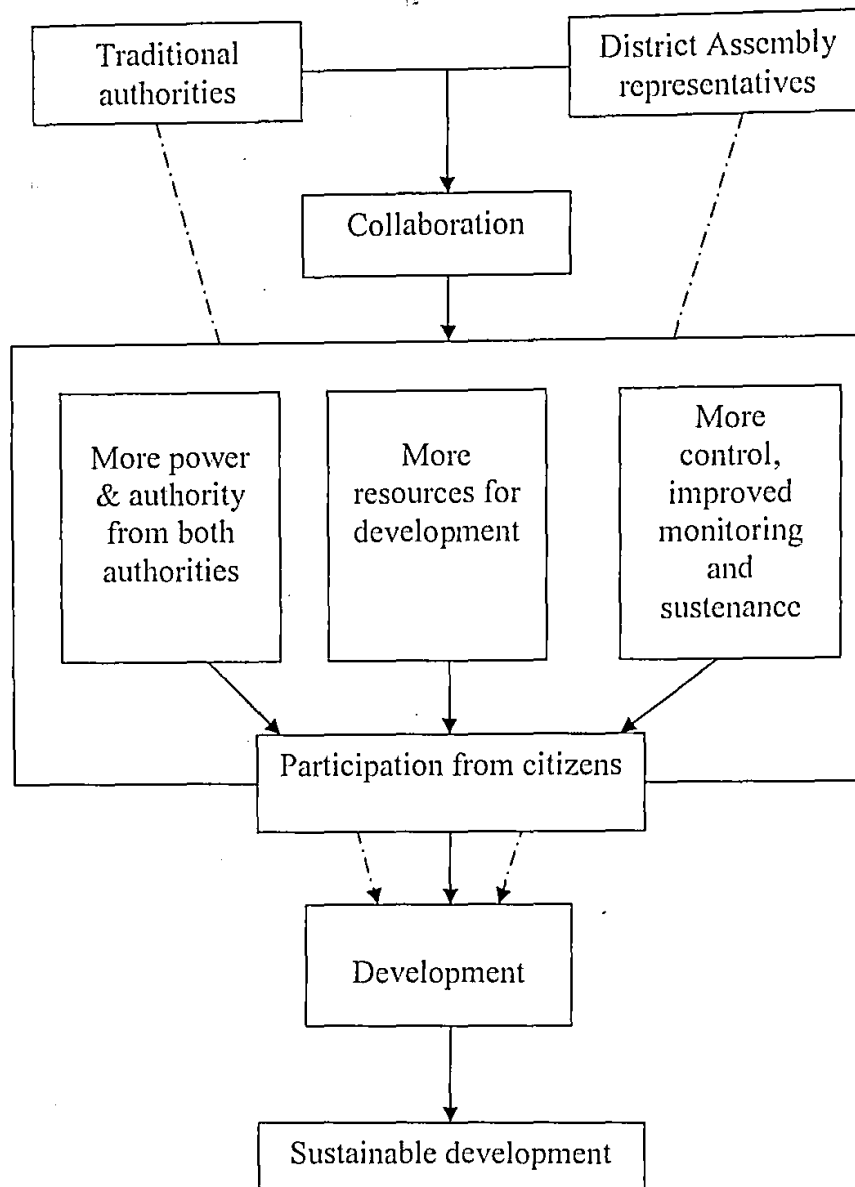 Traditional
authorities
District Assembly
representatives
Collaboration
More power
& authority
from both
authorities
More
resources for
development
More
control,
improved
monitoring
and
sustenance
Participation from citizens
Development
Sustainable development